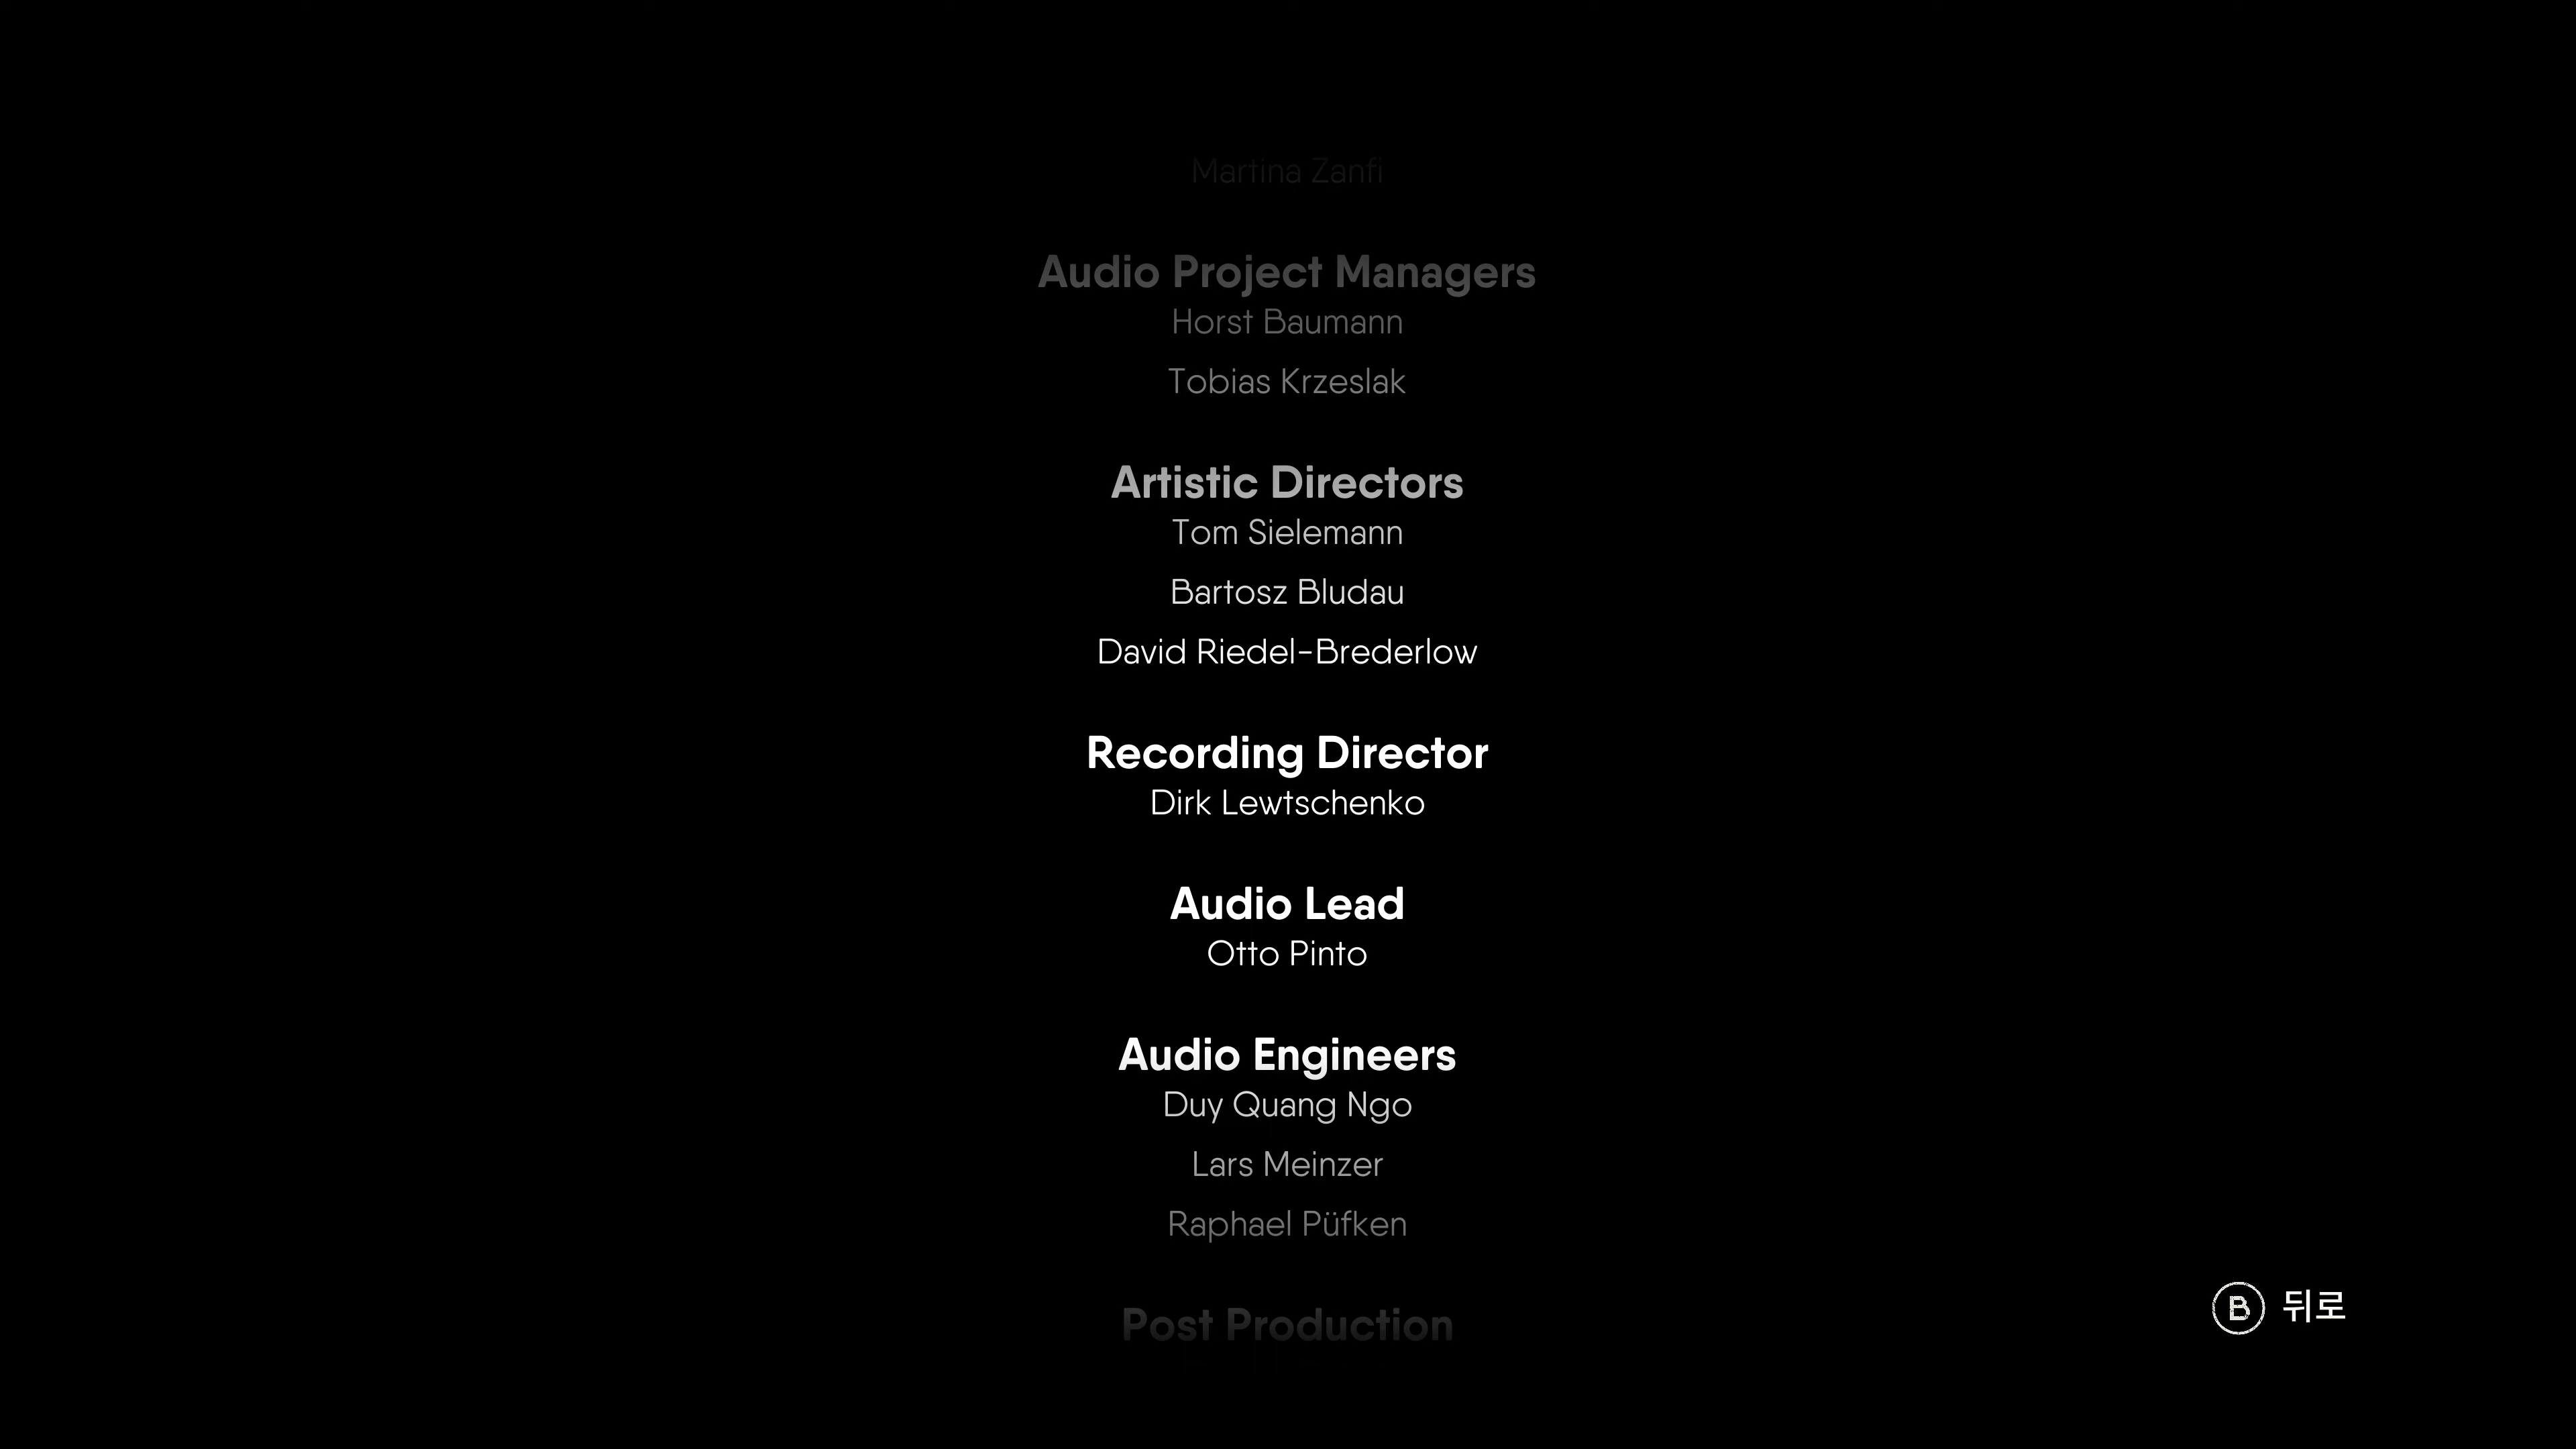 Martina Zanfi
Audio Project Managers
Horst Baumann
Tobias Krzeslak
Artistic Directors
Tom Sielemann
Bartosz Bludau
David Riedel-Brederlow
Recording Director
Dirk Lewtschenko
Audio Lead
Otto Pinto
Audio Engineers
Duy Quang Ngo
Lars Meinzer
Raphael Püfken
Post Production
B 뒤로